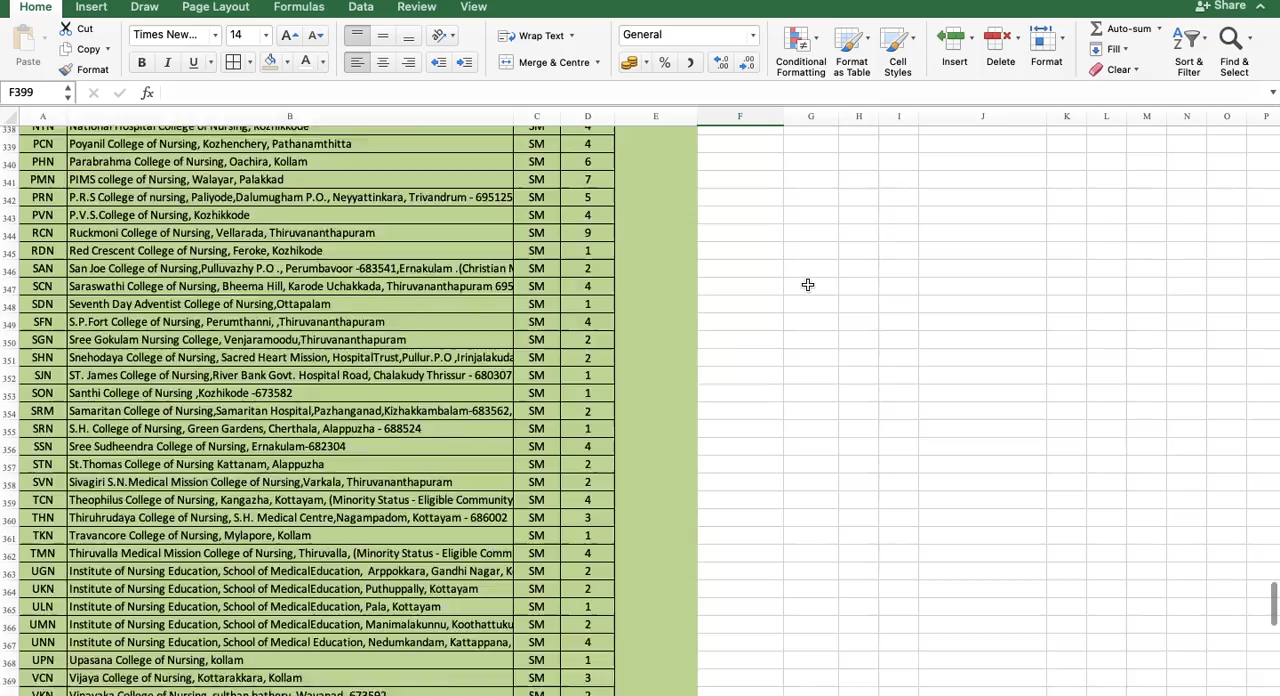 Home Insert Draw Page Layout Formulas Data Review View Share
Paste Cut Copy Format
Times New... 14 A A
B I U A
Wrap Text
Merge & Centre
General
%
Conditional Formatting
Format as Table
Cell Styles
Insert Delete Format
Auto-sum
Fill
Clear
Sort & Filter
Find & Select
F399 fx
A B C D E F G H I J K L M N O P
338 NTN National Hospital College of Nursing, Kozhikkode SM 4
339 PCN Poyanil College of Nursing, Kozhenchery, Pathanamthitta SM 4
340 PHN Parabrahma College of Nursing, Oachira, Kollam SM 6
341 PMN PIMS college of Nursing, Walayar, Palakkad SM 7
342 PRN P.R.S College of nursing, Paliyode,Dalumugham P.O., Neyyattinkara, Trivandrum - 695125 SM 5
343 PVN P.V.S.College of Nursing, Kozhikkode SM 4
344 RCN Ruckmoni College of Nursing, Vellarada, Thiruvananthapuram SM 9
345 RDN Red Crescent College of Nursing, Feroke, Kozhikode SM 1
346 SAN San Joe College of Nursing,Pulluvazhy P.O ., Perumbavoor -683541,Ernakulam .(Christian M SM 2
347 SCN Saraswathi College of Nursing, Bheema Hill, Karode Uchakkada, Thiruvananthapuram 695 SM 4
348 SDN Seventh Day Adventist College of Nursing,Ottapalam SM 1
349 SFN S.P.Fort College of Nursing, Perumthanni, ,Thiruvananthapuram SM 4
350 SGN Sree Gokulam Nursing College, Venjaramoodu,Thiruvananthapuram SM 2
351 SHN Snehodaya College of Nursing, Sacred Heart Mission, HospitalTrust,Pullur.P.O ,Irinjalakuda SM 2
352 SJN ST. James College of Nursing,River Bank Govt. Hospital Road, Chalakudy Thrissur - 680307 SM 1
353 SON Santhi College of Nursing ,Kozhikode -673582 SM 1
354 SRM Samaritan College of Nursing,Samaritan Hospital,Pazhanganad,Kizhakkambalam-683562, SM 2
355 SRN S.H. College of Nursing, Green Gardens, Cherthala, Alappuzha - 688524 SM 1
356 SSN Sree Sudheendra College of Nursing, Ernakulam-682304 SM 4
357 STN St.Thomas College of Nursing Kattanam, Alappuzha SM 2
358 SVN Sivagiri S.N.Medical Mission College of Nursing,Varkala, Thiruvananthapuram SM 2
359 TCN Theophilus College of Nursing, Kangazha, Kottayam, (Minority Status - Eligible Community SM 4
360 THN Thiruhrudaya College of Nursing, S.H. Medical Centre,Nagampadom, Kottayam - 686002 SM 3
361 TKN Travancore College of Nursing, Mylapore, Kollam SM 1
362 TMN Thiruvalla Medical Mission College of Nursing, Thiruvalla, (Minority Status - Eligible Comm SM 4
363 UGN Institute of Nursing Education, School of MedicalEducation, Arppokkara, Gandhi Nagar, K SM 2
364 UKN Institute of Nursing Education, School of MedicalEducation, Puthuppally, Kottayam SM 2
365 ULN Institute of Nursing Education, School of MedicalEducation, Pala, Kottayam SM 1
366 UMN Institute of Nursing Education, School of MedicalEducation, Manimalakunnu, Koothattuku SM 2
367 UNN Institute of Nursing Education, School of Medical Education, Nedumkandam, Kattappana, SM 4
368 UPN Upasana College of Nursing, kollam SM 1
369 VCN Vijaya College of Nursing, Kottarakkara, Kollam SM 3
VKN Vinayaka College of Nursing, sulthan bathery, Wayanad -673592 SM 2